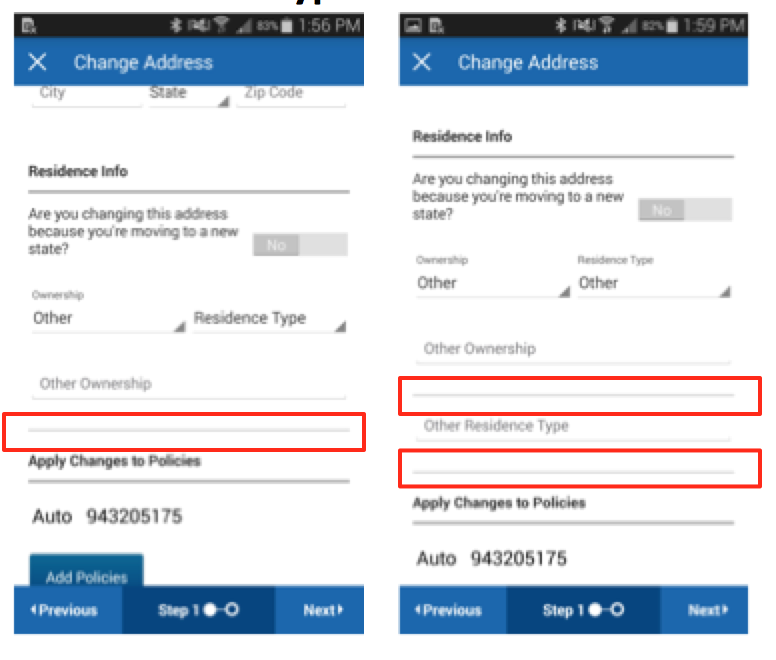 83% 1:56 PM
Change Address
City State Zip Code
Residence Info
Are you changing this address
because you're moving to a new
state?
No
Ownership
Other Residence Type
Other Ownership
Apply Changes to Policies
Auto 943205175
Add Policies
Previous Step 1 Next
82% 1:59 PM
Change Address
Residence Info
Are you changing this address
because you're moving to a new
state?
No
Ownership Residence Type
Other Other
Other Ownership
Other Residence Type
Apply Changes to Policies
Auto 943205175
Previous Step 1 Next